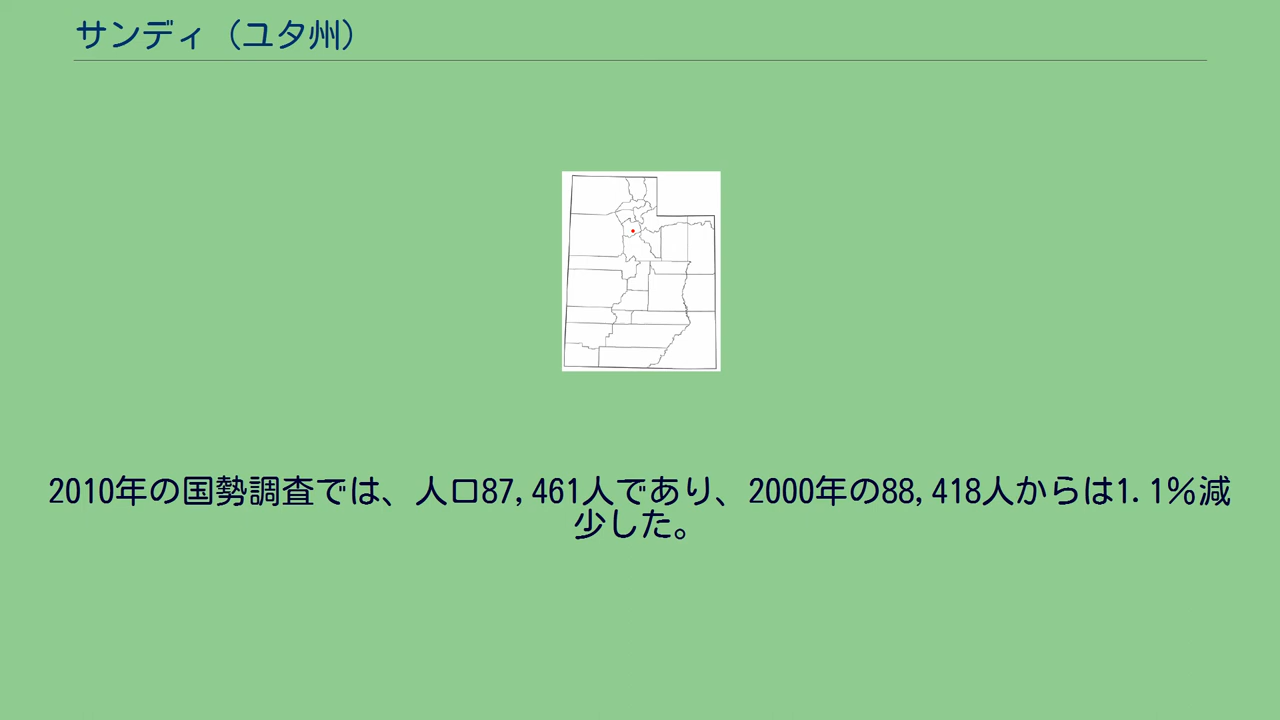 サンディ（ユタ州）
2010年の国勢調査では、人口87,461人であり、2000年の88,418人からは1.1％減
少した。